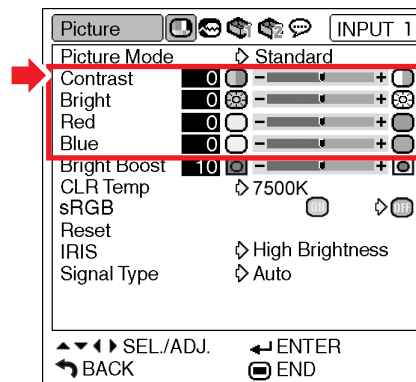 Picture INPUT 1
Picture Mode Standard
Contrast 0 - +
Bright 0 - +
Red 0 - +
Blue 0 - +
Bright Boost 10 - +
CLR Temp 7500K
sRGB ON OFF
Reset
IRIS High Brightness
Signal Type Auto
SEL./ADJ. ENTER
BACK END